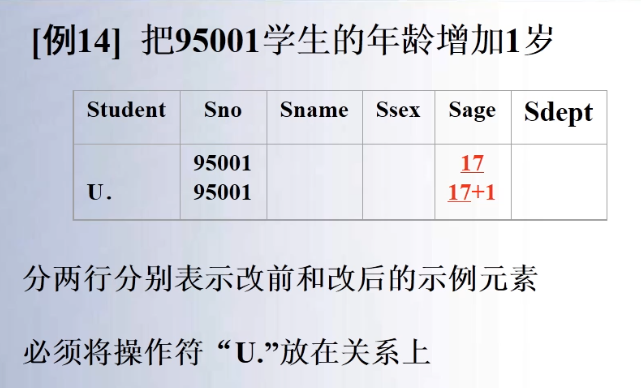 [例14] 把95001学生的年龄增加1岁
Student Sno Sname Ssex Sage Sdept
95001 17
U. 95001 17+1
分两行分别表示改前和改后的示例元素
必须将操作符“U.”放在关系上